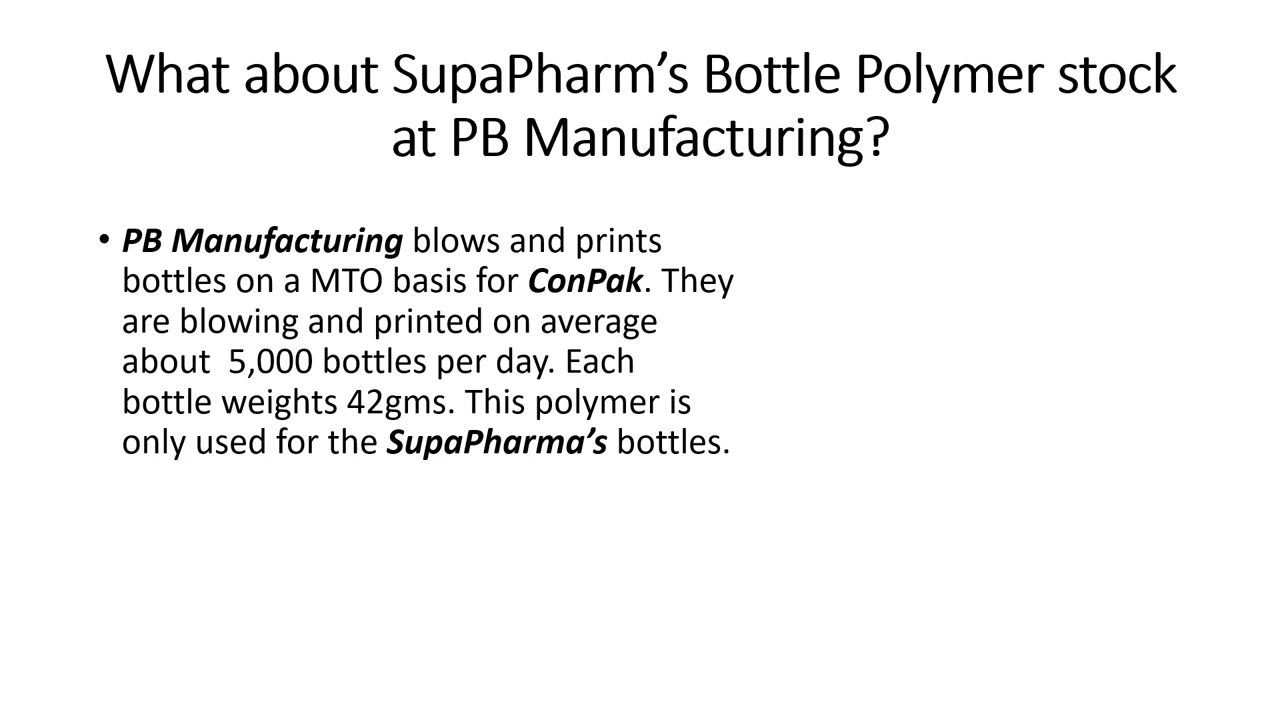 What about SupaPharm’s Bottle Polymer stock
at PB Manufacturing?
• PB Manufacturing blows and prints
bottles on a MTO basis for ConPak. They
are blowing and printed on average
about  5,000 bottles per day. Each
bottle weights 42gms. This polymer is
only used for the SupaPharma’s bottles.